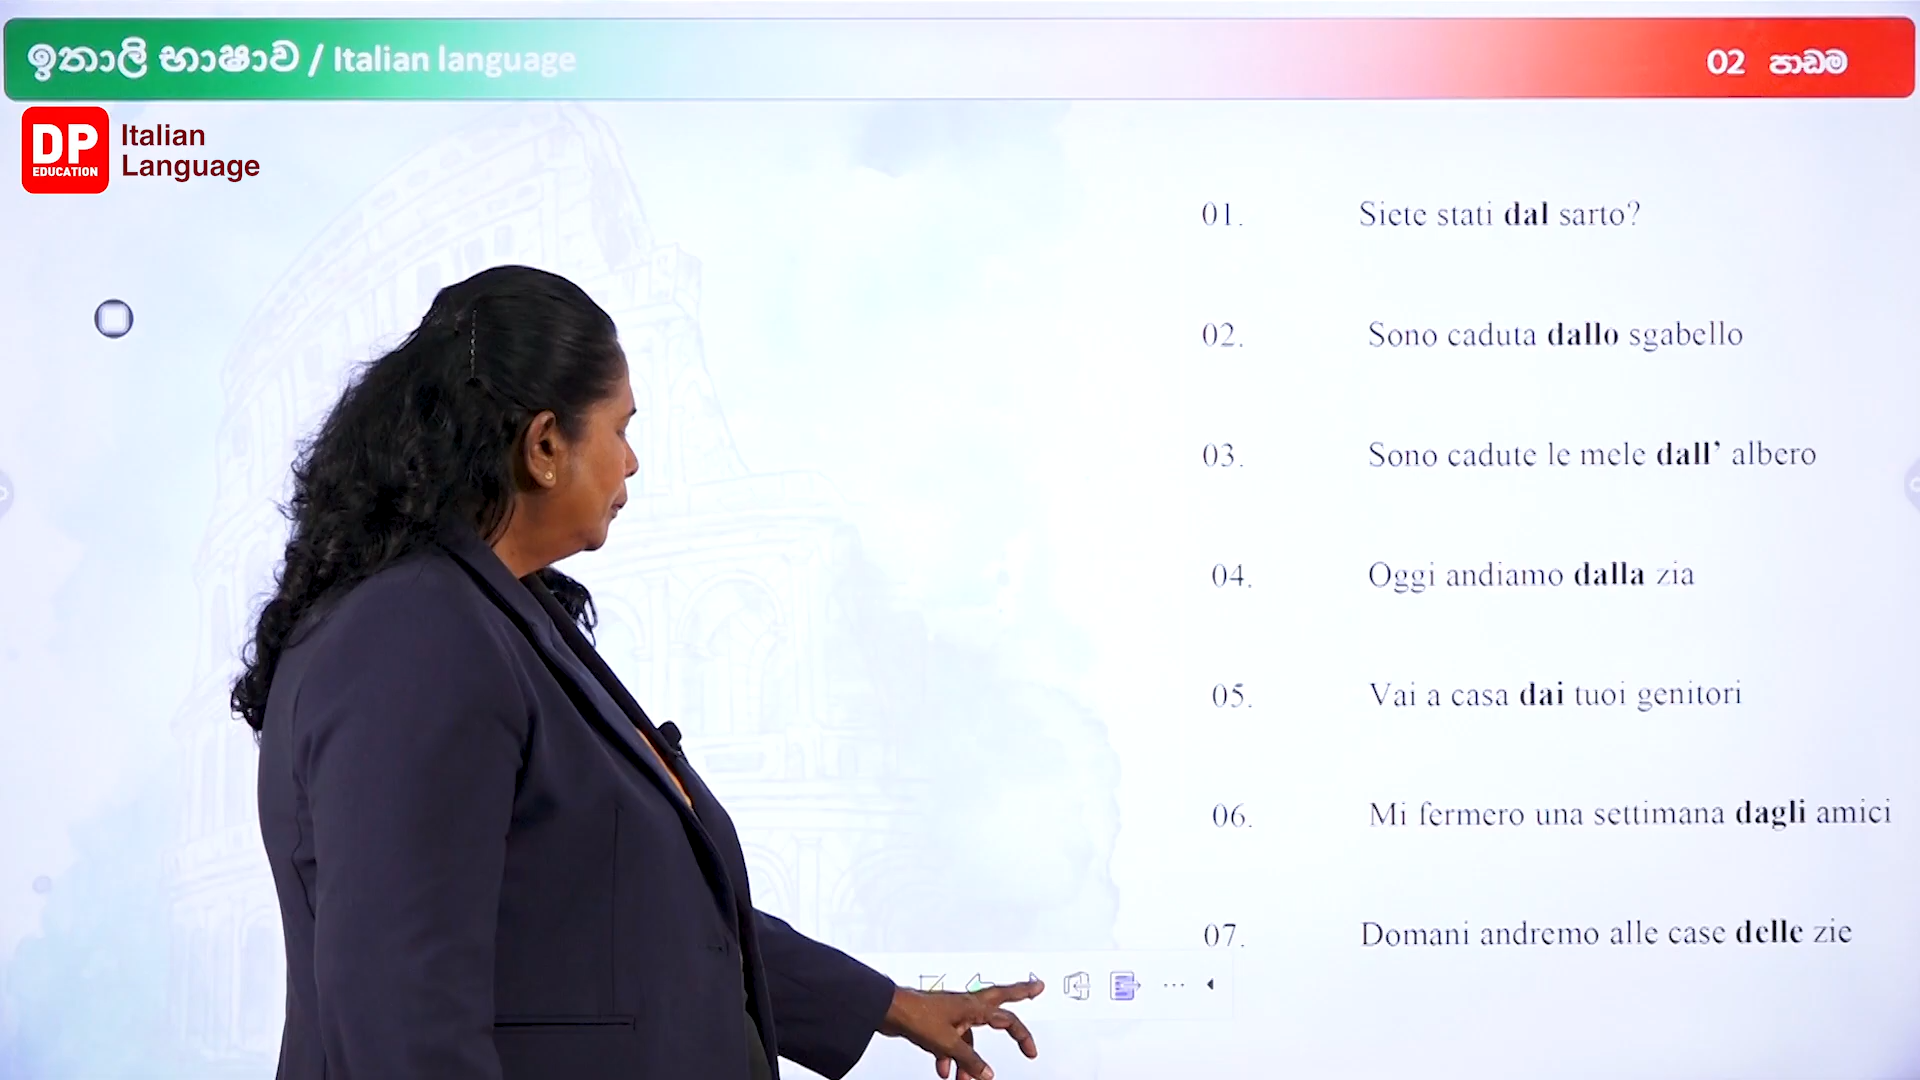 ඉතාලි භාෂාව / Italian language
02 පාඩම
DP
EDUCATION
Italian
Language
01. Siete stati dal sarto?
02. Sono caduta dallo sgabello
03. Sono cadute le mele dall’ albero
04. Oggi andiamo dalla zia
05. Vai a casa dai tuoi genitori
06. Mi fermero una settimana dagli amici
07. Domani andremo alle case delle zie